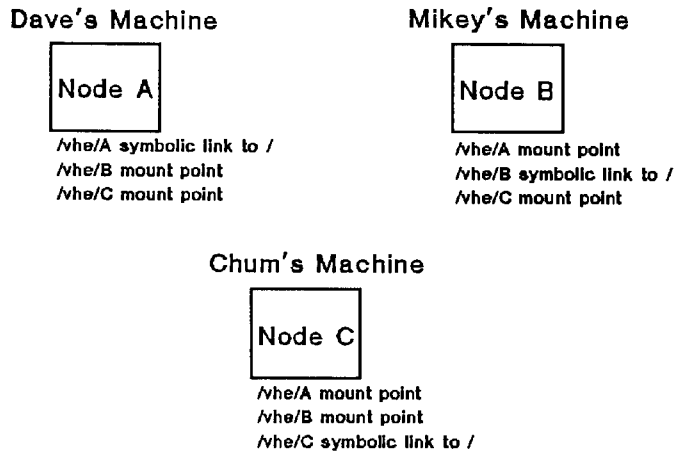 Dave's Machine
Node A
/vhe/A symbolic link to /
/vhe/B mount point
/vhe/C mount point
Mikey's Machine
Node B
/vhe/A mount point
/vhe/B symbolic link to /
/vhe/C mount point
Chum's Machine
Node C
/vhe/A mount point
/vhe/B mount point
/vhe/C symbolic link to /